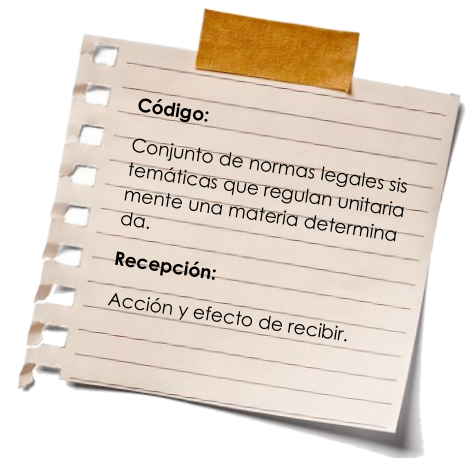 Código:
Conjunto de normas legales sis
temáticas que regulan unitaria
mente una materia determina
da.
Recepción:
Acción y efecto de recibir.